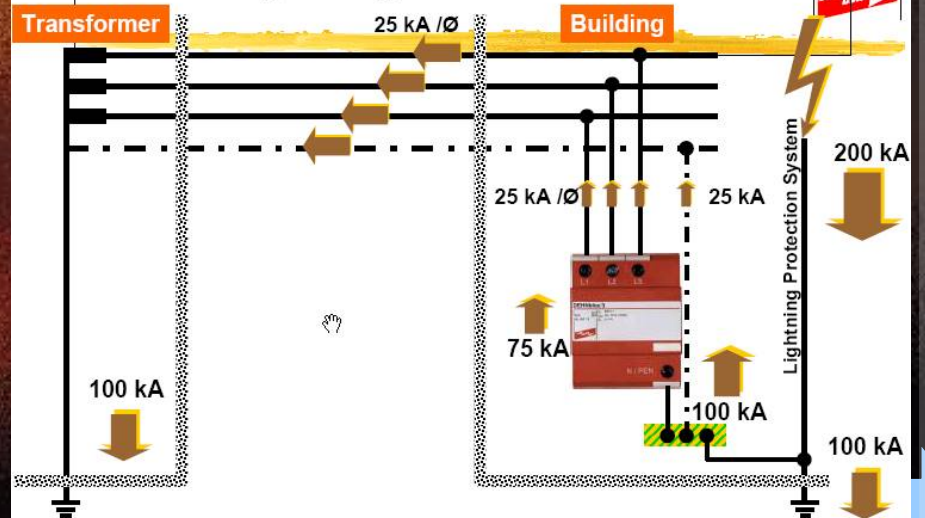 Transformer
25 kA /Ø
Building
Lightning Protection System
200 kA
25 kA /Ø
25 kA
L1 L2 L3
75 kA
N / PEN
100 kA
100 kA
100 kA